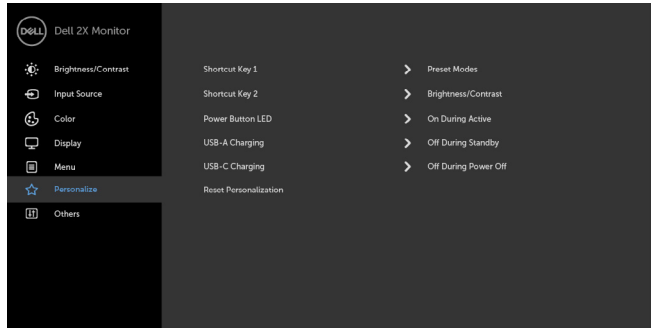 DELL Dell 2X Monitor
Brightness/Contrast
Input Source
Color
Display
Menu
Personalize
Others
Shortcut Key 1 Preset Modes
Shortcut Key 2 Brightness/Contrast
Power Button LED On During Active
USB-A Charging Off During Standby
USB-C Charging Off During Power Off
Reset Personalization